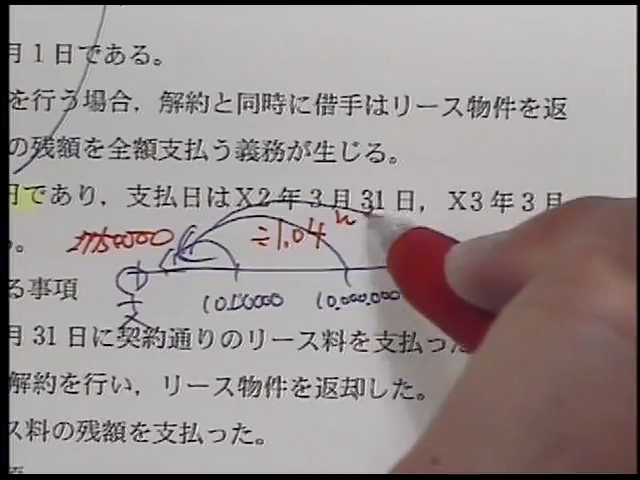 月１日である。
を行う場合，解約と同時に借手はリース物件を返
の残額を全額支払う義務が生じる。
日であり，支払日はX2年３月31日，X3年３月
÷1.04
。
10,000,000
る事項
月31日に契約通りのリース料を支払った
解約を行い，リース物件を返却した。
ス料の残額を支払った。